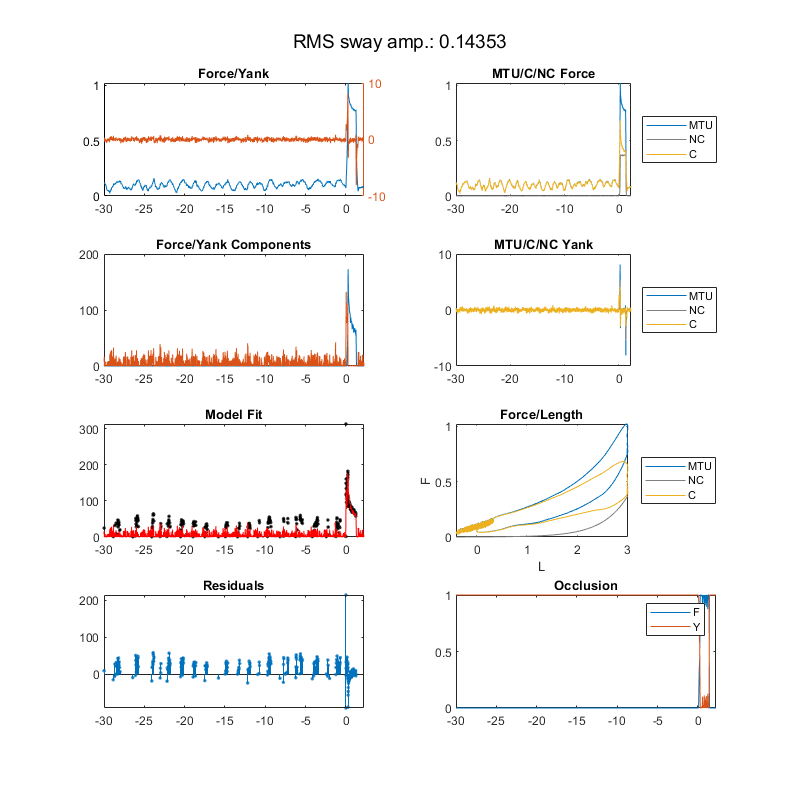 RMS sway amp.: 0.14353
Force/Yank
1
0.5
0
10
0
-10
-30 -25 -20 -15 -10 -5 0
MTU/C/NC Force
1
0.5
0
-30 -20 -10 0
MTU
NC
C
Force/Yank Components
200
100
0
-30 -25 -20 -15 -10 -5 0
MTU/C/NC Yank
10
0
-10
-30 -20 -10 0
MTU
NC
C
Model Fit
300
200
100
0
-30 -25 -20 -15 -10 -5 0
Force/Length
1
0.5
0
F
0 1 2 3
L
MTU
NC
C
Residuals
200
100
0
-30 -25 -20 -15 -10 -5 0
Occlusion
1
0.5
0
-30 -25 -20 -15 -10 -5 0
F
Y